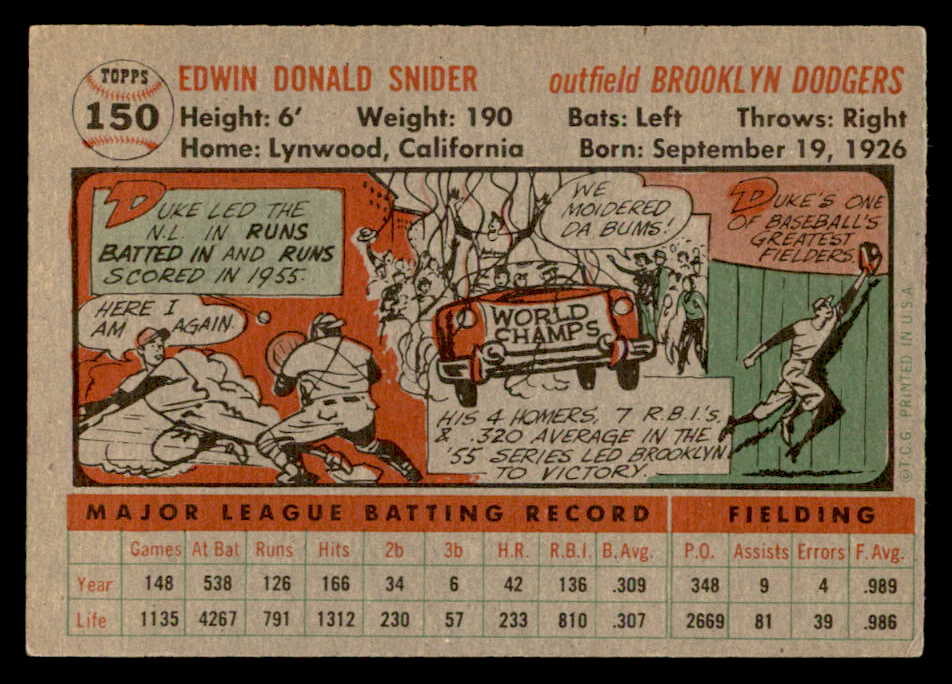 TOPPS
150
EDWIN DONALD SNIDER outfield BROOKLYN DODGERS
Height: 6' Weight: 190 Bats: Left Throws: Right
Home: Lynwood, California Born: September 19, 1926
DUKE LED THE
N.L. IN RUNS
BATTED IN AND RUNS
SCORED IN 1955.
HERE I
AM AGAIN.
WE
MOIDERED
DA BUMS!
WORLD
CHAMPS
HIS 4 HOMERS, 7 R.B.I.'S,
& .320 AVERAGE IN THE
'55 SERIES LED BROOKLYN
TO VICTORY.
DUKE'S ONE
OF BASEBALL'S
GREATEST
FIELDERS.
©T.C.G. PRINTED IN U.S.A.
MAJOR LEAGUE BATTING RECORD FIELDING
Games At Bat Runs Hits 2b 3b H.R. R.B.I. B.Avg. P.O. Assists Errors F.Avg.
Year 148 538 126 166 34 6 42 136 .309 348 9 4 .989
Life 1135 4267 791 1312 230 57 233 810 .307 2669 81 39 .986